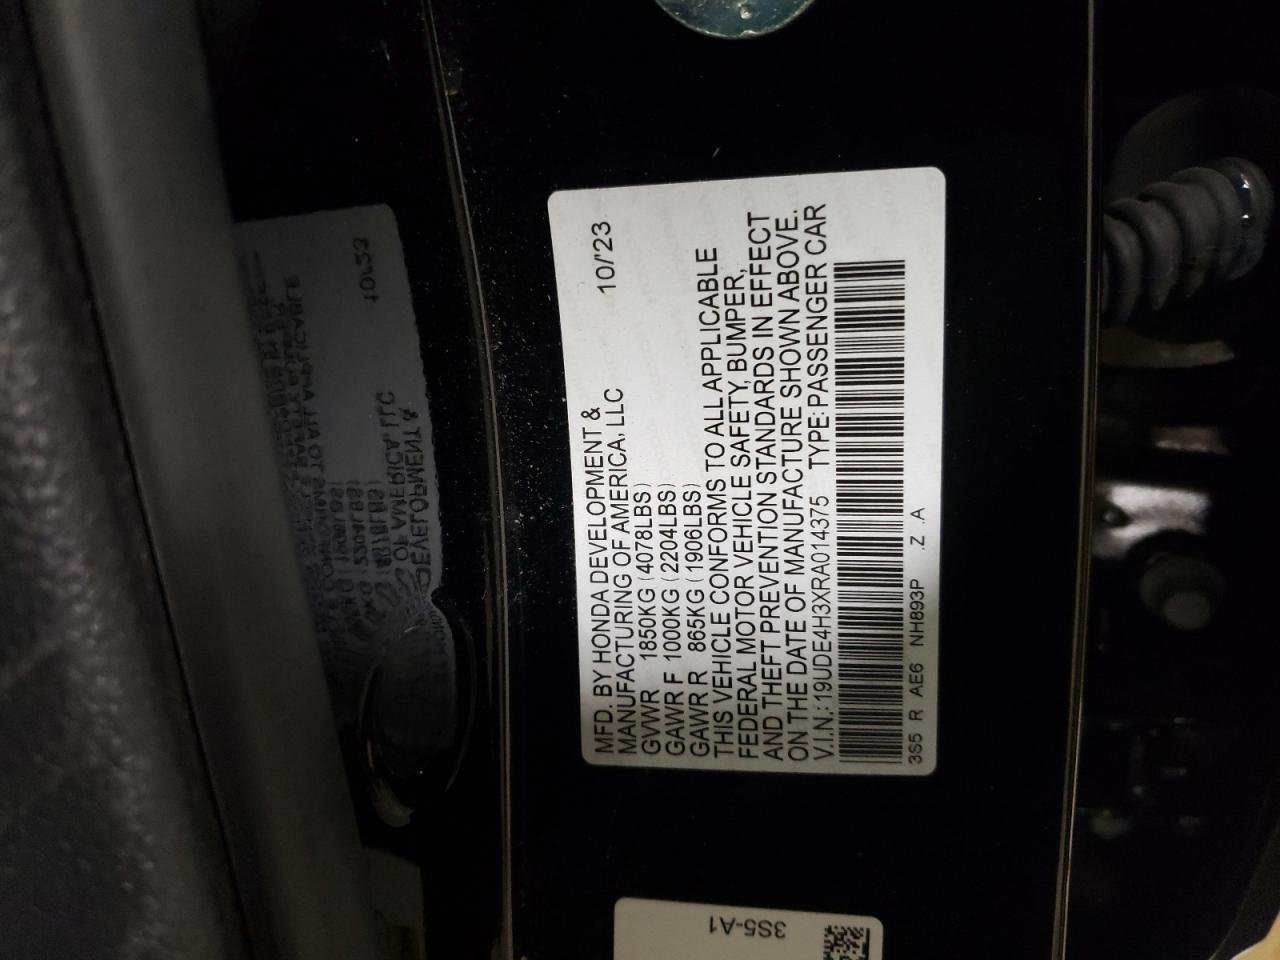 MFD. BY HONDA DEVELOPMENT &
MANUFACTURING OF AMERICA, LLC 10/'23
GVWR 1850KG (4078LBS)
GAWR F 1000KG (2204LBS)
GAWR R 865KG (1906LBS)
THIS VEHICLE CONFORMS TO ALL APPLICABLE
FEDERAL MOTOR VEHICLE SAFETY, BUMPER,
AND THEFT PREVENTION STANDARDS IN EFFECT
ON THE DATE OF MANUFACTURE SHOWN ABOVE.
V.I.N.: 19UDE4H3XRA014375 TYPE: PASSENGER CAR
3S5 R AE6 NH893P .Z .A
3S5-A1